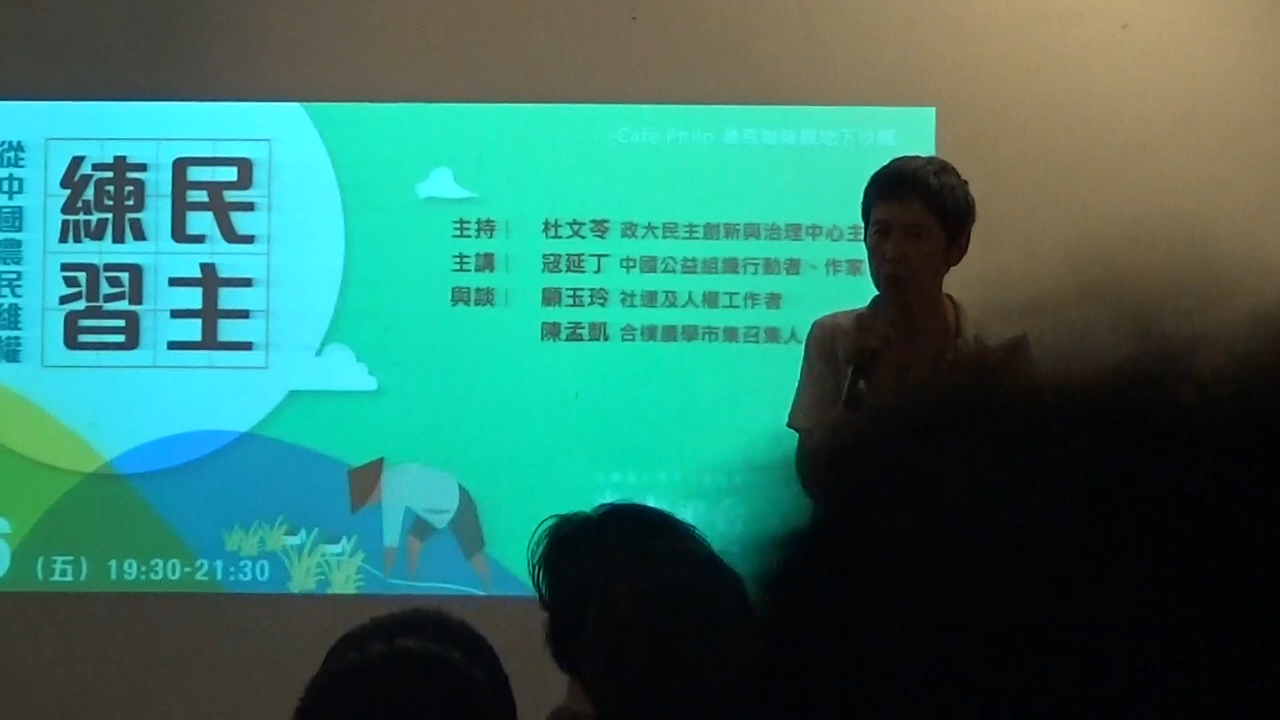 Café Philo
從中國農民維權
民主
練習
主持｜ 杜文苓 政大民主創新與治理中心主
主講｜ 寇延丁 中國公益組織行動者、作家
與談｜ 顧玉玲 社運及人權工作者
陳孟凱 合樸農學市集召集人
(五) 19:30-21:30